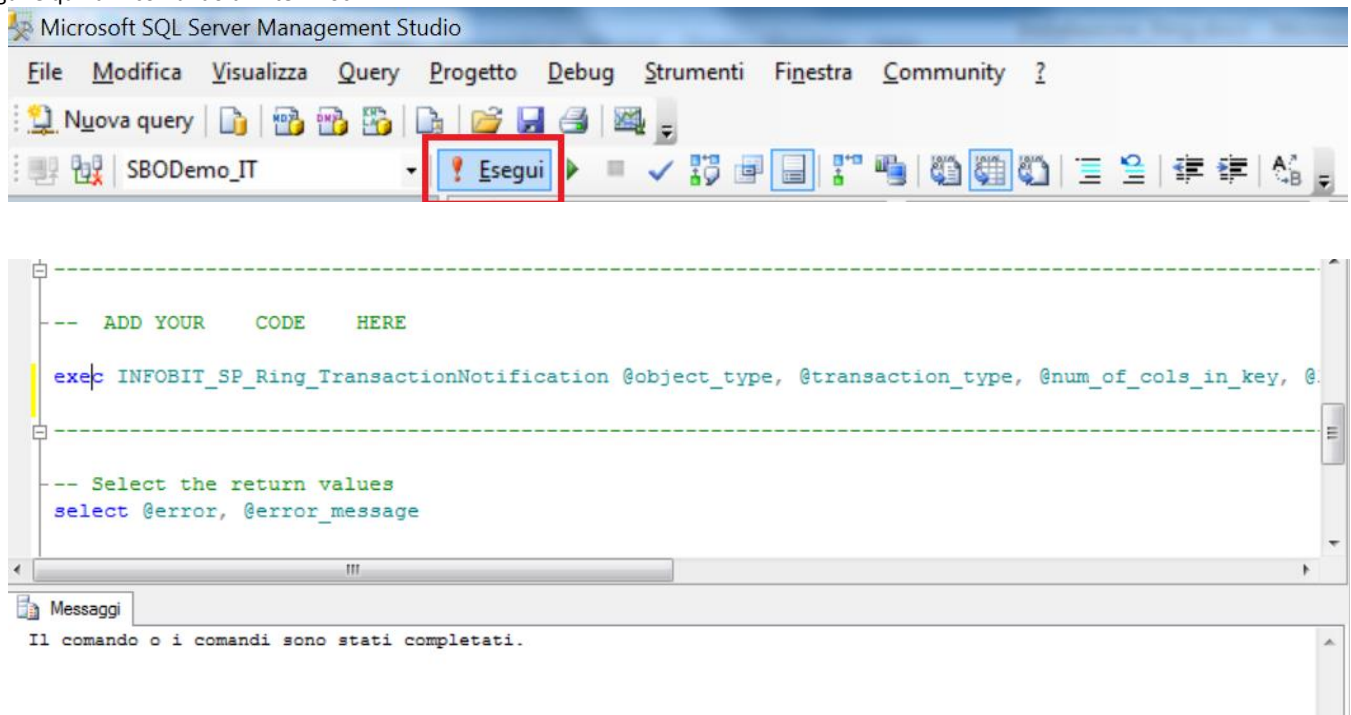 Microsoft SQL Server Management Studio
File Modifica Visualizza Query Progetto Debug Strumenti Finestra Community ?
Nuova query
SBODemo_IT Esegui
-- ADD YOUR CODE HERE
exec INFOBIT_SP_Ring_TransactionNotification @object_type, @transaction_type, @num_of_cols_in_key,
-- Select the return values
select @error, @error_message
Messaggi
Il comando o i comandi sono stati completati.